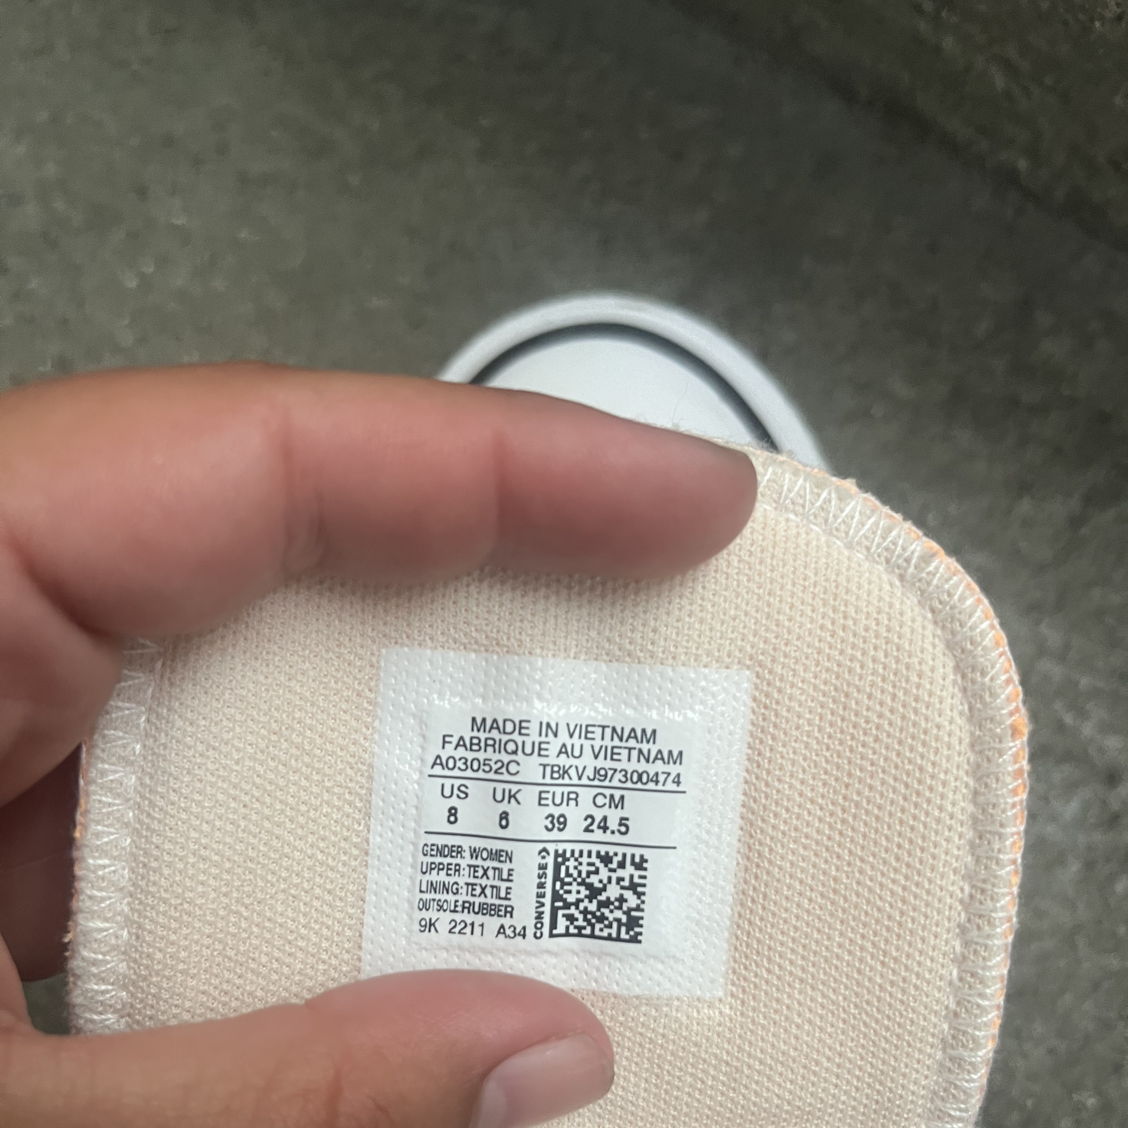 MADE IN VIETNAM
FABRIQUE AU VIETNAM
A03052C TBKVJ97300474
US UK EUR CM
8 6 39 24.5
GENDER: WOMEN
UPPER: TEXTILE
LINING: TEXTILE
OUTSOLE: RUBBER
9K 2211 A34
CONVERSE